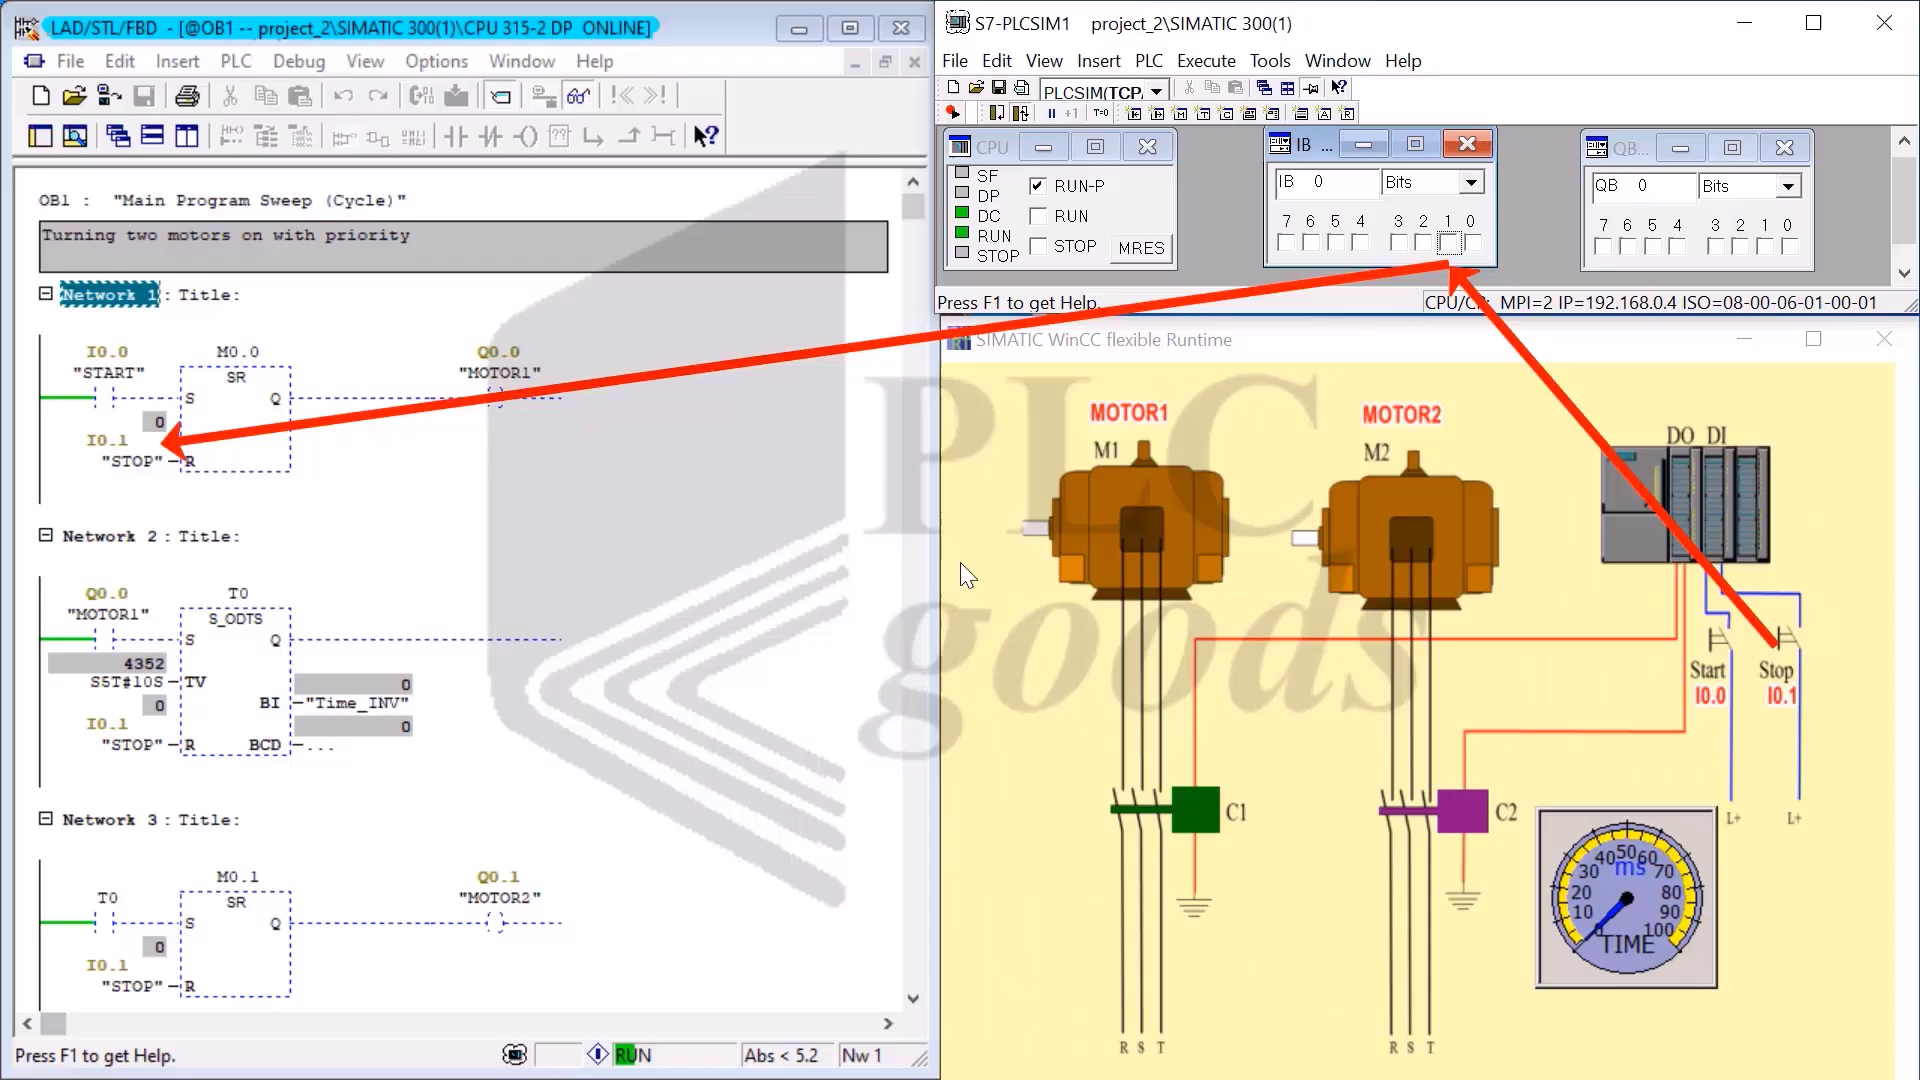 LAD/STL/FBD - [@OB1 -- project_2\SIMATIC 300(1)\CPU 315-2 DP ONLINE]
File Edit Insert PLC Debug View Options Window Help
OB1 : "Main Program Sweep (Cycle)"
Turning two motors on with priority
Network 1 : Title:
I0.0 M0.0 Q0.0
"START" SR "MOTOR1"
S Q
0
I0.1
"STOP" R
Network 2 : Title:
Q0.0 T0
"MOTOR1" S_ODTS
S Q
4352
S5T#10S TV 0
0 BI "Time_INV"
I0.1 0
"STOP" R BCD ...
Network 3 : Title:
M0.1 Q0.1
T0 SR "MOTOR2"
S Q
0
I0.1
"STOP" R
Press F1 to get Help.
RUN
Abs < 5.2
Nw 1
S7-PLCSIM1 project_2\SIMATIC 300(1)
File Edit View Insert PLC Execute Tools Window Help
PLCSIM(TCP.
+1 T=0
CPU
SF
DP
DC
RUN
STOP
RUN-P
RUN
STOP
MRES
IB ...
IB 0 Bits
7 6 5 4 3 2 1 0
QB...
QB 0 Bits
7 6 5 4 3 2 1 0
Press F1 to get Help.
CPU/CP: MPI=2 IP=192.168.0.4 ISO=08-00-06-01-00-01
SIMATIC WinCC flexible Runtime
MOTOR1
M1
MOTOR2
M2
DO DI
Start
I0.0
Stop
I0.1
L+ L+
C1
C2
R S T
R S T
0 10 20 30 40 50 60 70 80 90 100
ms
TIME
PLC
goods